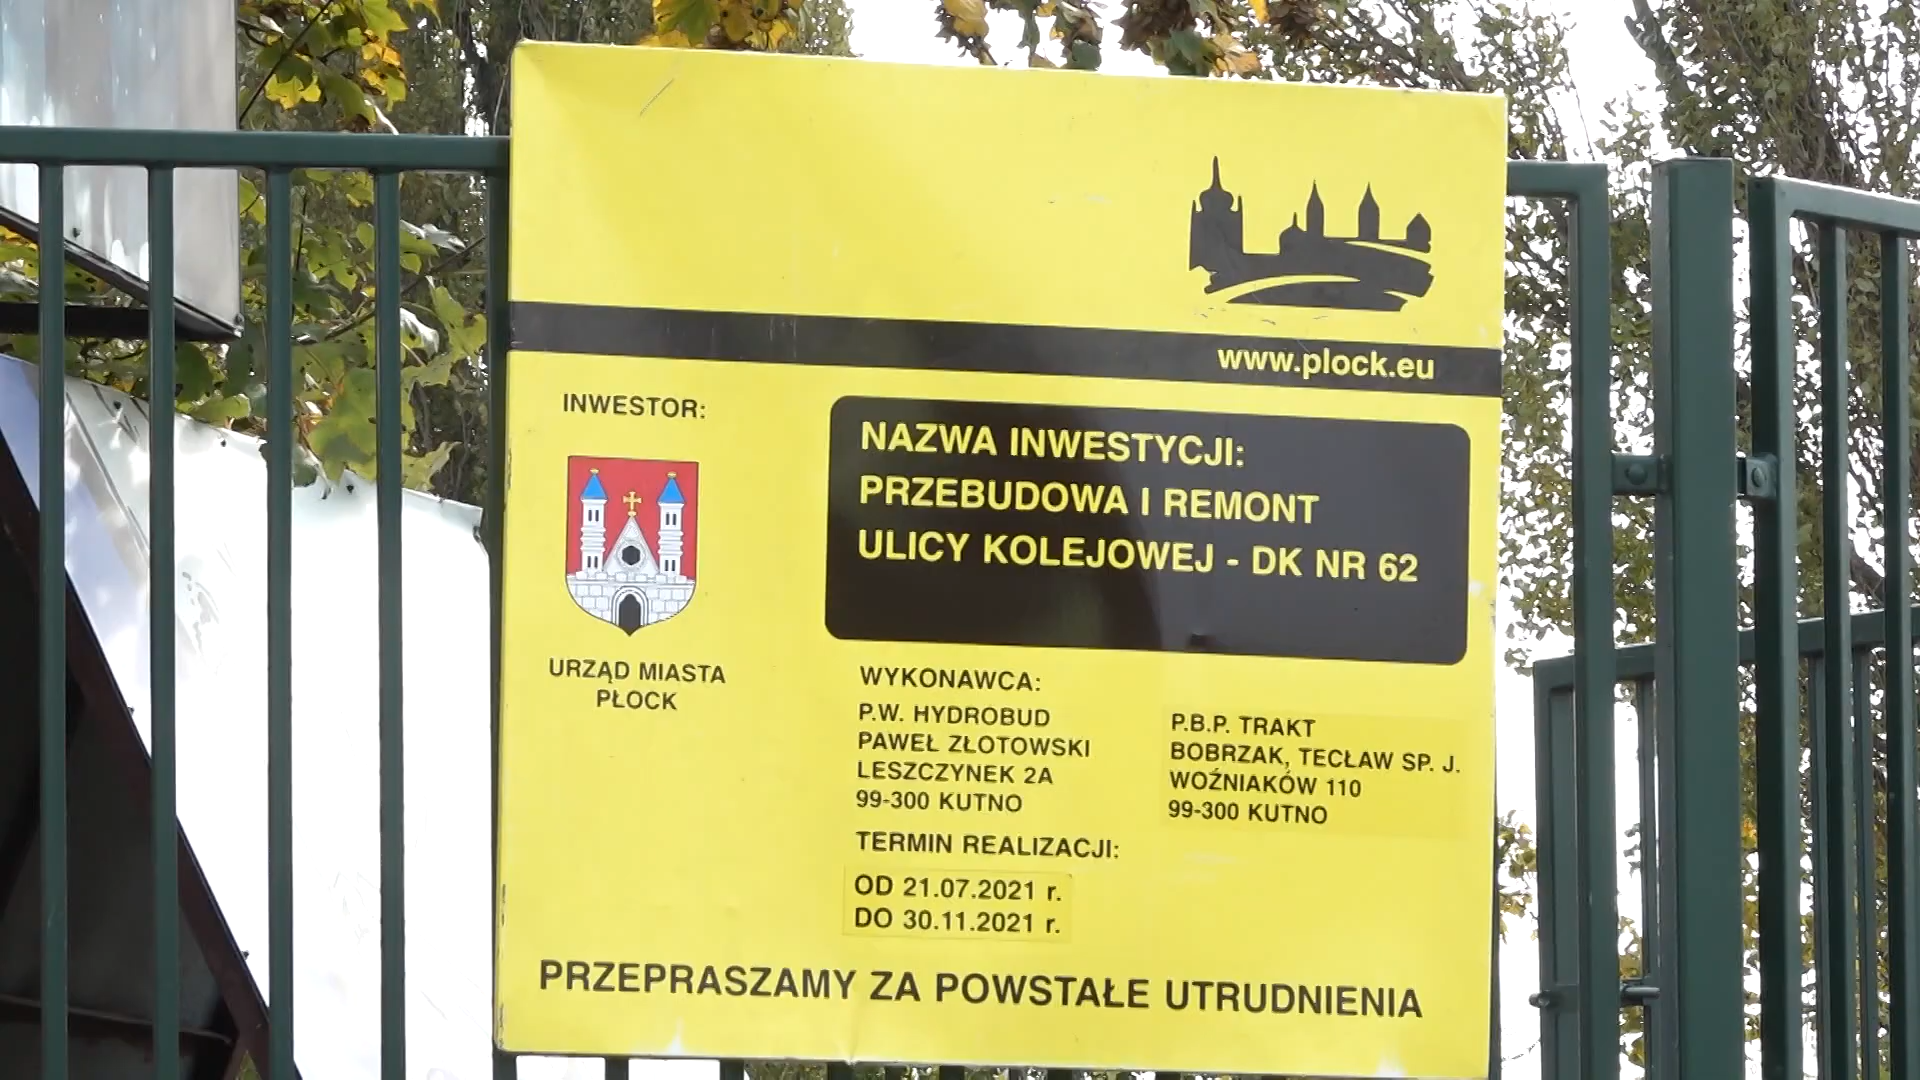 www.plock.eu
INWESTOR:
URZĄD MIASTA
PŁOCK
NAZWA INWESTYCJI:
PRZEBUDOWA I REMONT
ULICY KOLEJOWEJ - DK NR 62
WYKONAWCA:
P.W. HYDROBUD
PAWEŁ ZŁOTOWSKI
LESZCZYNEK 2A
99-300 KUTNO
P.B.P. TRAKT
BOBRZAK, TECŁAW SP. J.
WOŹNIAKÓW 110
99-300 KUTNO
TERMIN REALIZACJI:
OD 21.07.2021 r.
DO 30.11.2021 r.
PRZEPRASZAMY ZA POWSTAŁE UTRUDNIENIA